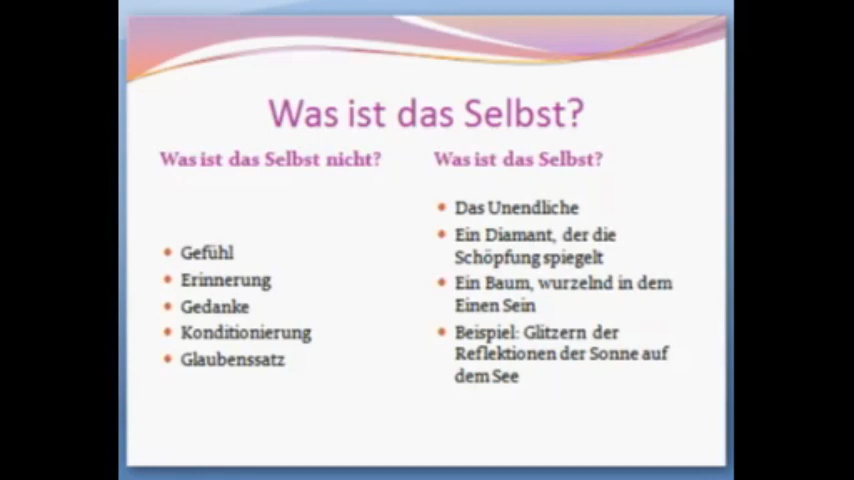 Was ist das Selbst?
Was ist das Selbst nicht?
• Gefühl
• Erinnerung
• Gedanke
• Konditionierung
• Glaubenssatz
Was ist das Selbst?
• Das Unendliche
• Ein Diamant, der die
Schöpfung spiegelt
• Ein Baum, wurzelnd in dem
Einen Sein
• Beispiel: Glitzern der
Reflektionen der Sonne auf
dem See